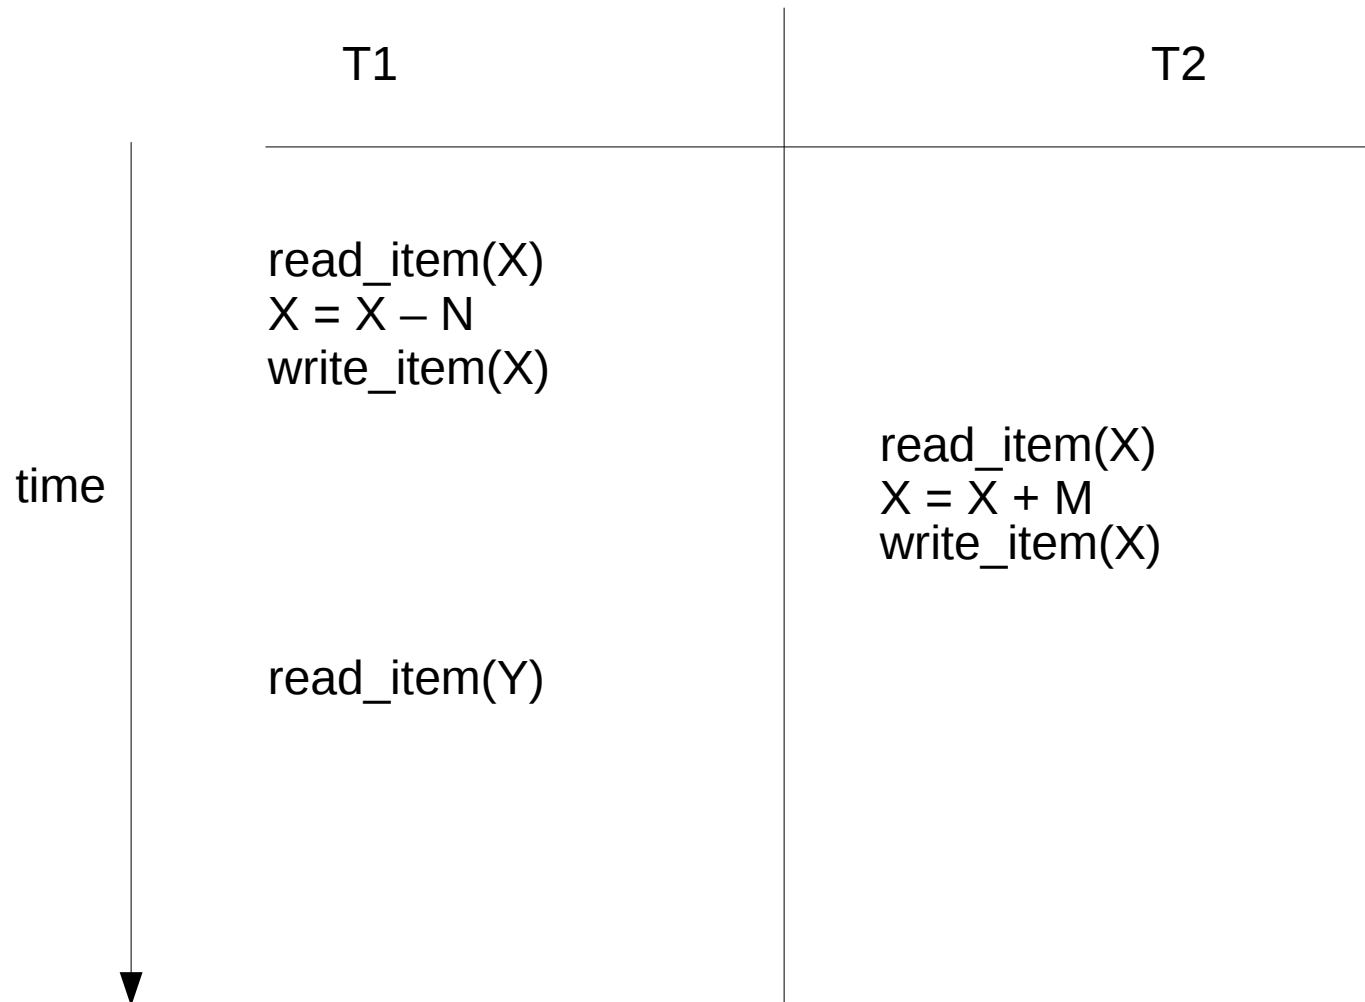 T1
T2
read_item(X)
X = X – N
write_item(X)
read_item(X)
time
X = X + M
write_item(X)
read_item(Y)